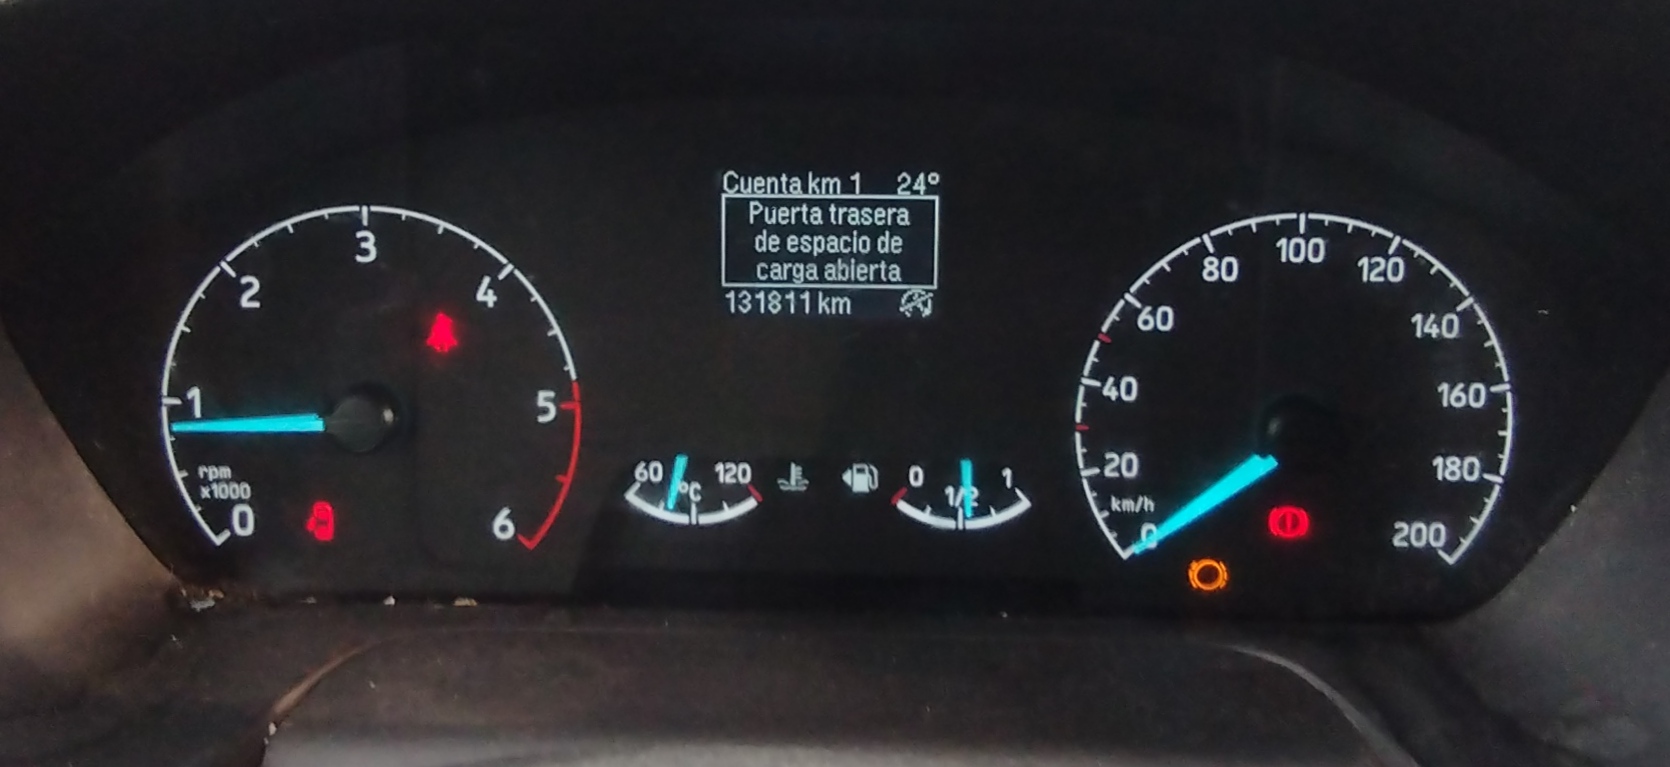 Cuenta km 1 24°
Puerta trasera
de espacio de
carga abierta
131811 km
0
1
2
3
4
5
6
rpm
x1000
60 120
°C
0 1/2 1
0
20
40
60
80
100
120
140
160
180
200
km/h